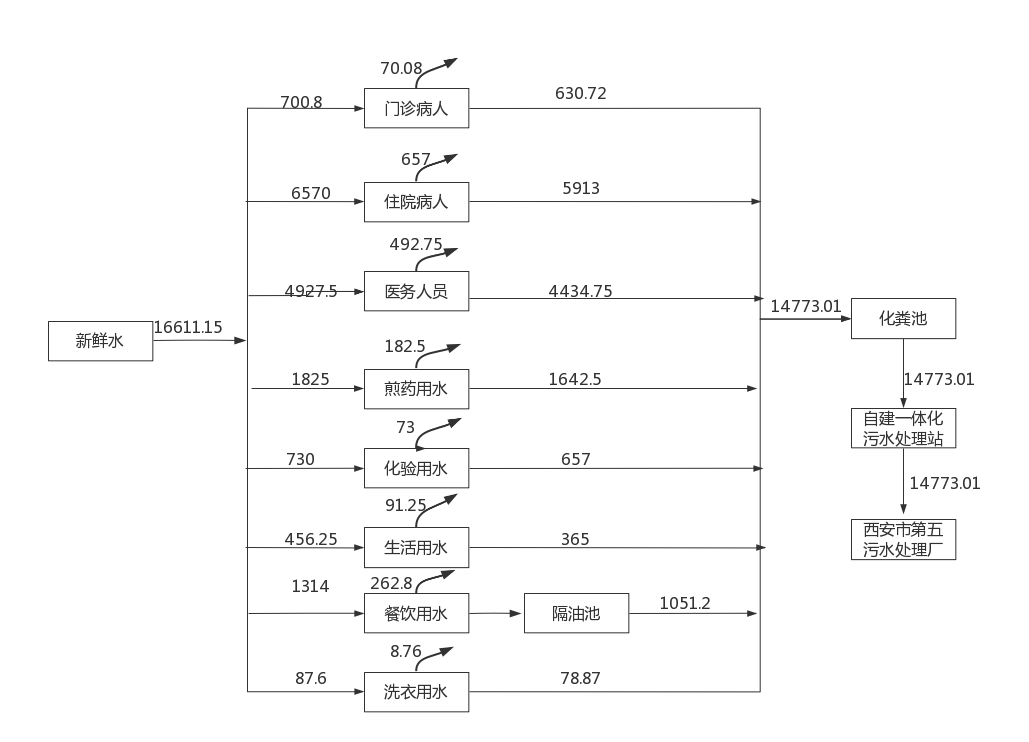 70.08
700.8
门诊病人
630.72
657
6570
住院病人
5913
492.75
4927.5
医务人员
4434.75
新鲜水
16611.15
14773.01
化粪池
182.5
1825
煎药用水
1642.5
14773.01
73
730
化验用水
657
自建一体化
污水处理站
14773.01
91.25
456.25
生活用水
365
西安市第五
污水处理厂
262.8
1314
餐饮用水
隔油池
1051.2
8.76
87.6
洗衣用水
78.87